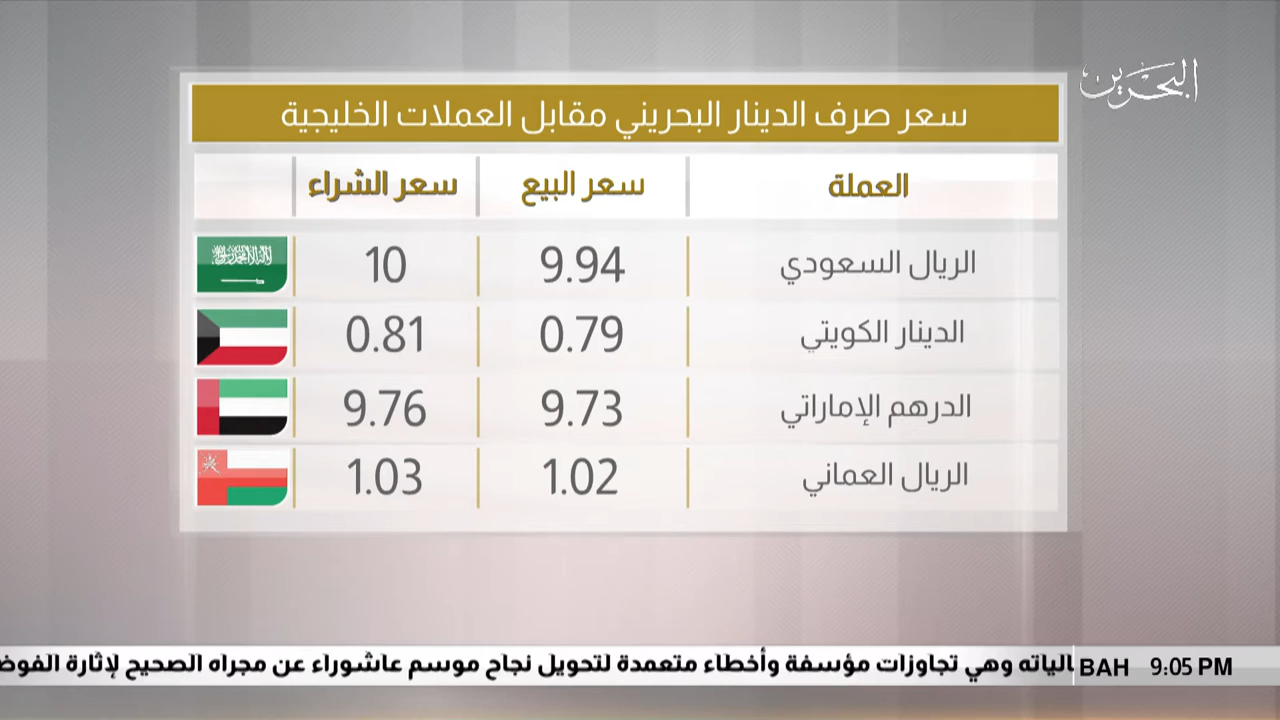 البحرين
سعر صرف الدينار البحريني مقابل العملات الخليجية
العملة سعر البيع سعر الشراء
الريال السعودي 9.94 10
الدينار الكويتي 0.79 0.81
الدرهم الإماراتي 9.73 9.76
الريال العماني 1.02 1.03
BAH 9:05 PM
وهي تجاوزات مؤسفة وأخطاء متعمدة لتحويل نجاح موسم عاشوراء عن مجراه الصحيح لإثارة